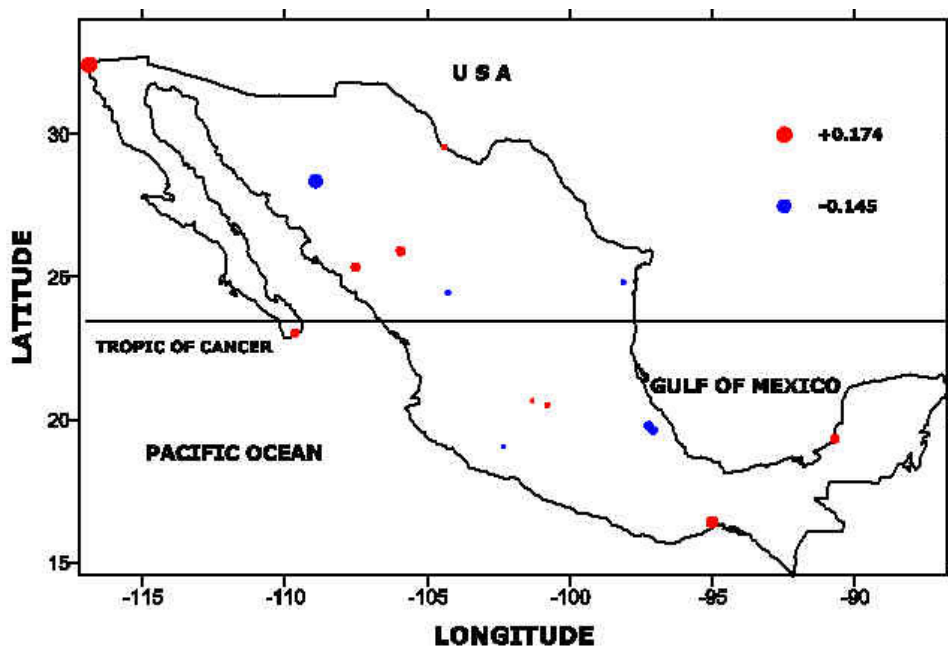 U S A
+0.174
-0.145
30
25
20
15
LATITUDE
TROPIC OF CANCER
GULF OF MEXICO
PACIFIC OCEAN
-115 -110 -105 -100 -95 -90
LONGITUDE